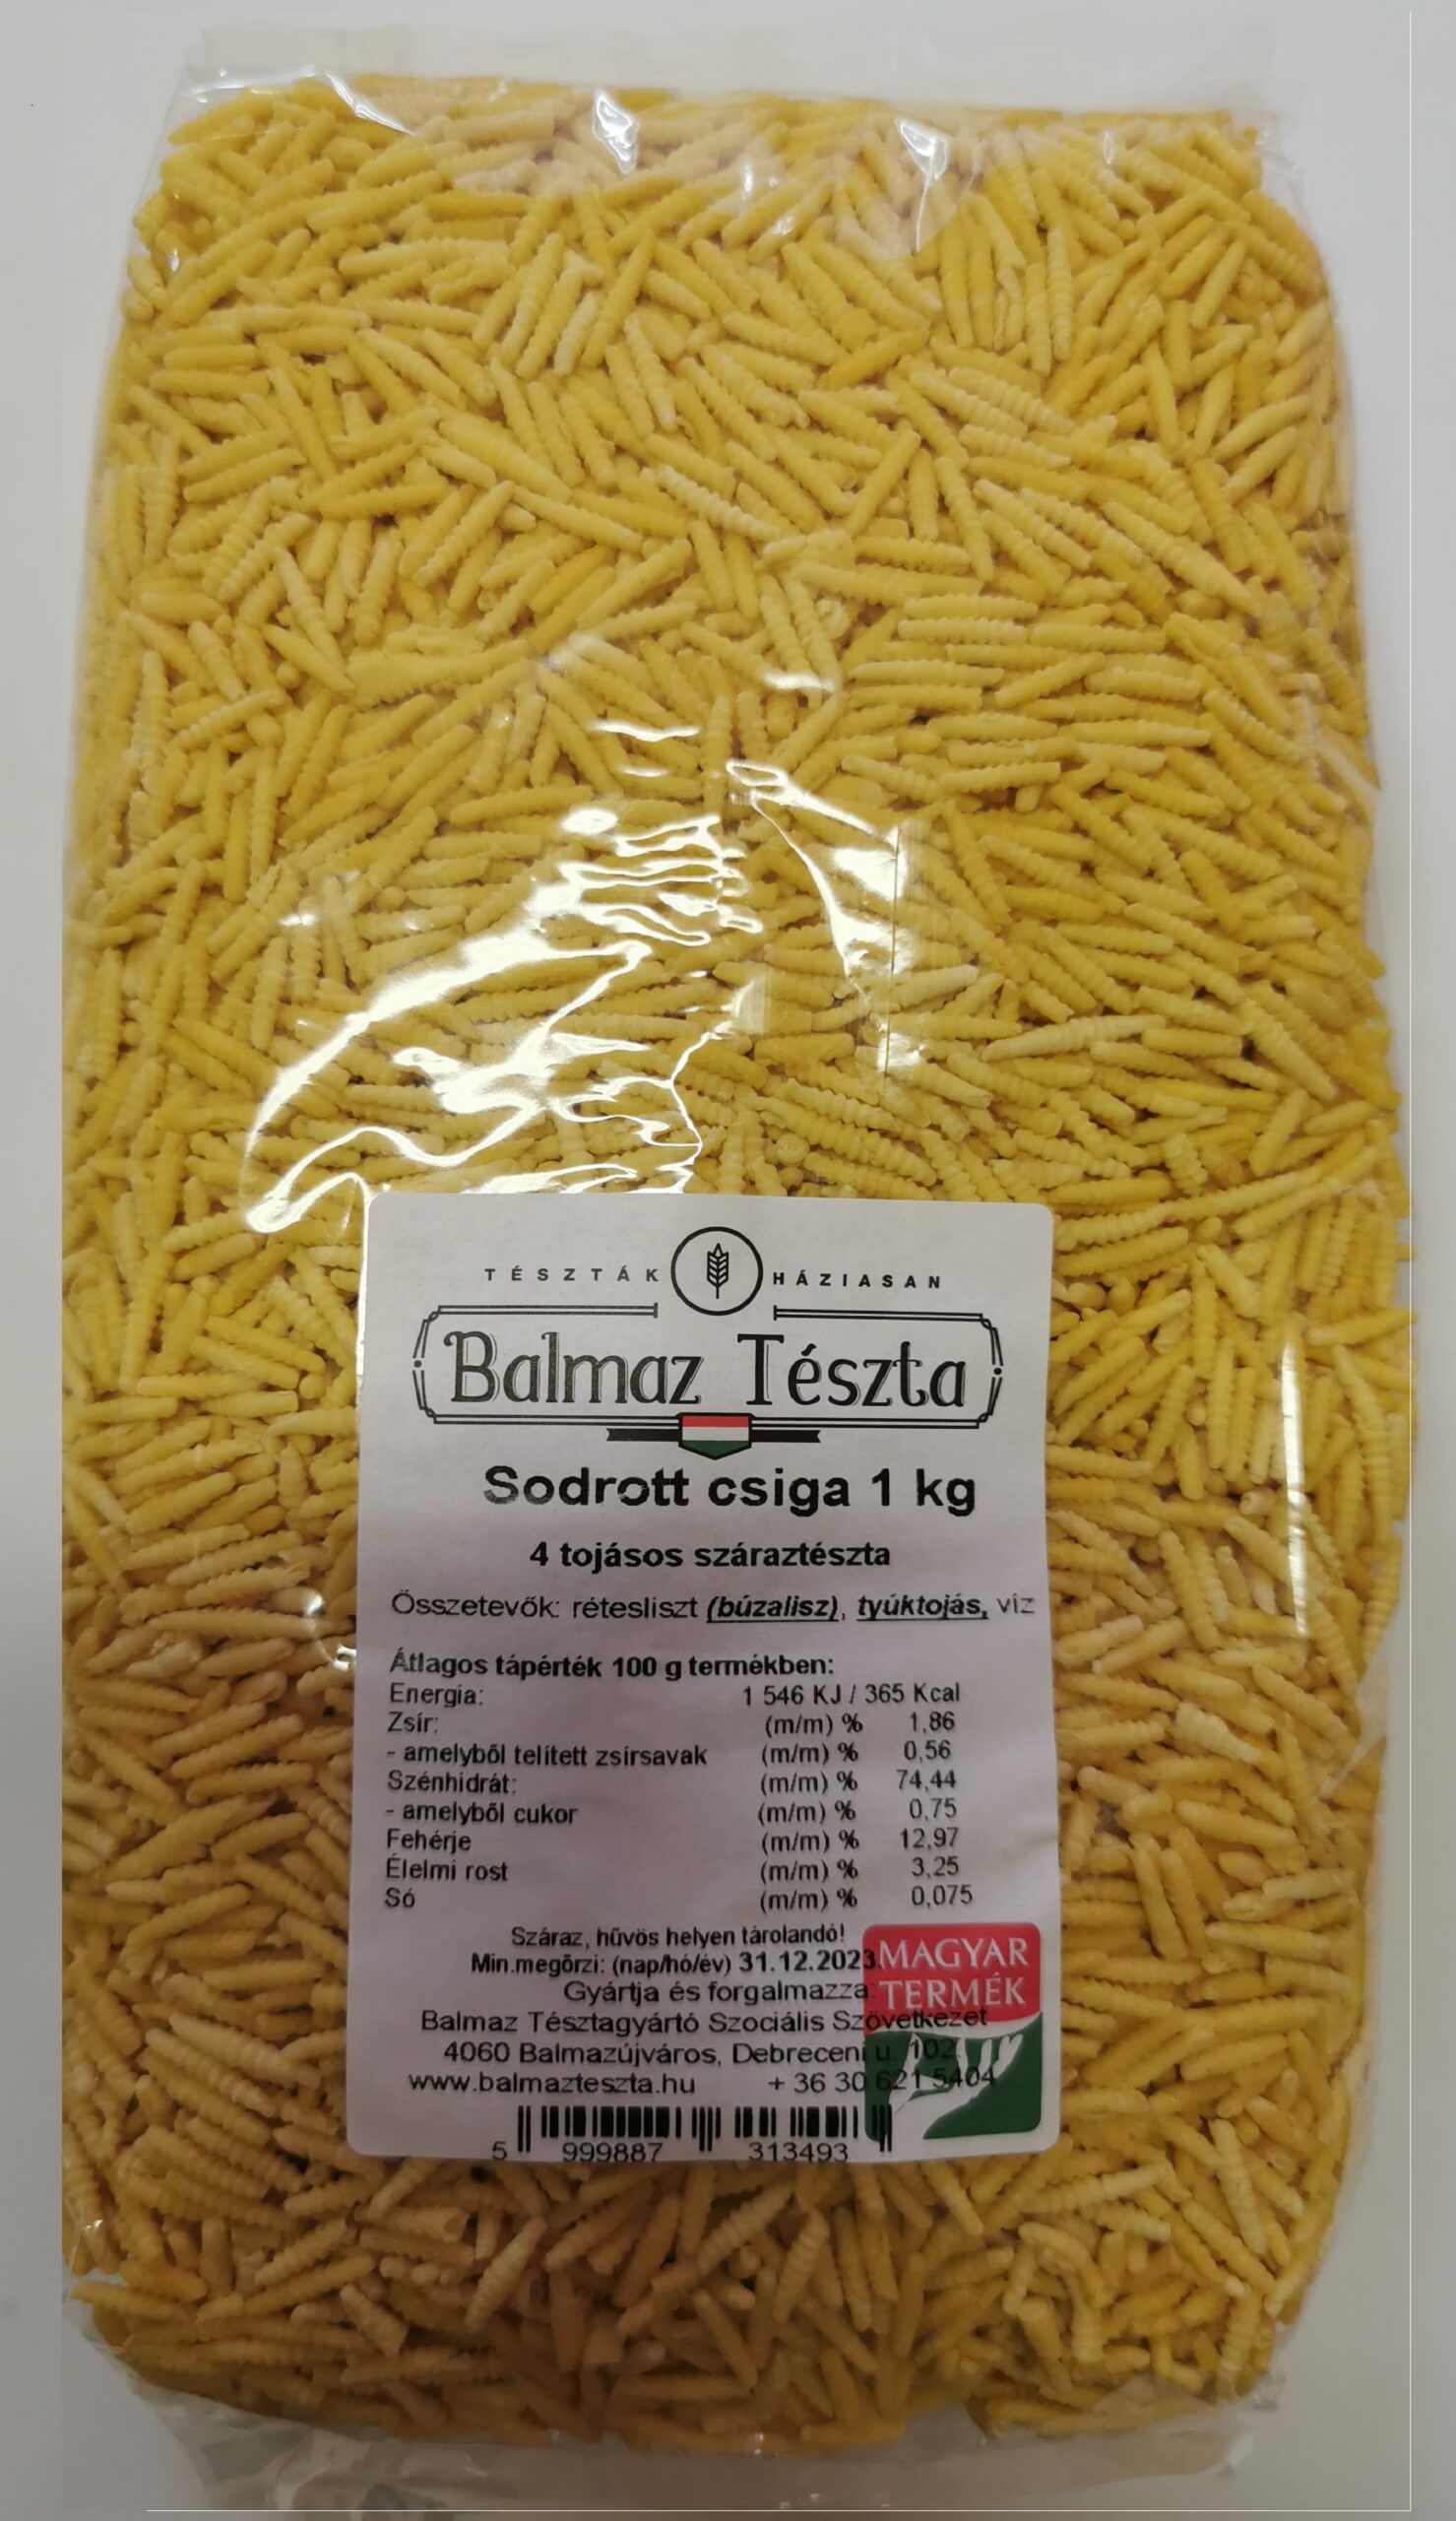 TÉSZTÁK HÁZIASAN
Balmaz Tészta
Sodrott csiga 1 kg
4 tojásos száraztészta
Összetevők: rétesliszt (búzalisz), tyúktojás, víz
Átlagos tápérték 100 g termékben:
Energia: 1 546 KJ / 365 Kcal
Zsír: (m/m) % 1,86
- amelyből telített zsírsavak (m/m) % 0,56
Szénhidrát: (m/m) % 74,44
- amelyből cukor (m/m) % 0,75
Fehérje (m/m) % 12,97
Élelmi rost (m/m) % 3,25
Só (m/m) % 0,075
Száraz, hűvös helyen tárolandó!
Min.megőrzi: (nap/hó/év) 31.12.2023.
MAGYAR
TERMÉK
Gyártja és forgalmazza:
Balmaz Tésztagyártó Szociális Szövetkezet
4060 Balmazújváros, Debreceni u. 102.
www.balmazteszta.hu + 36 30 621 5404
5 999887 313493